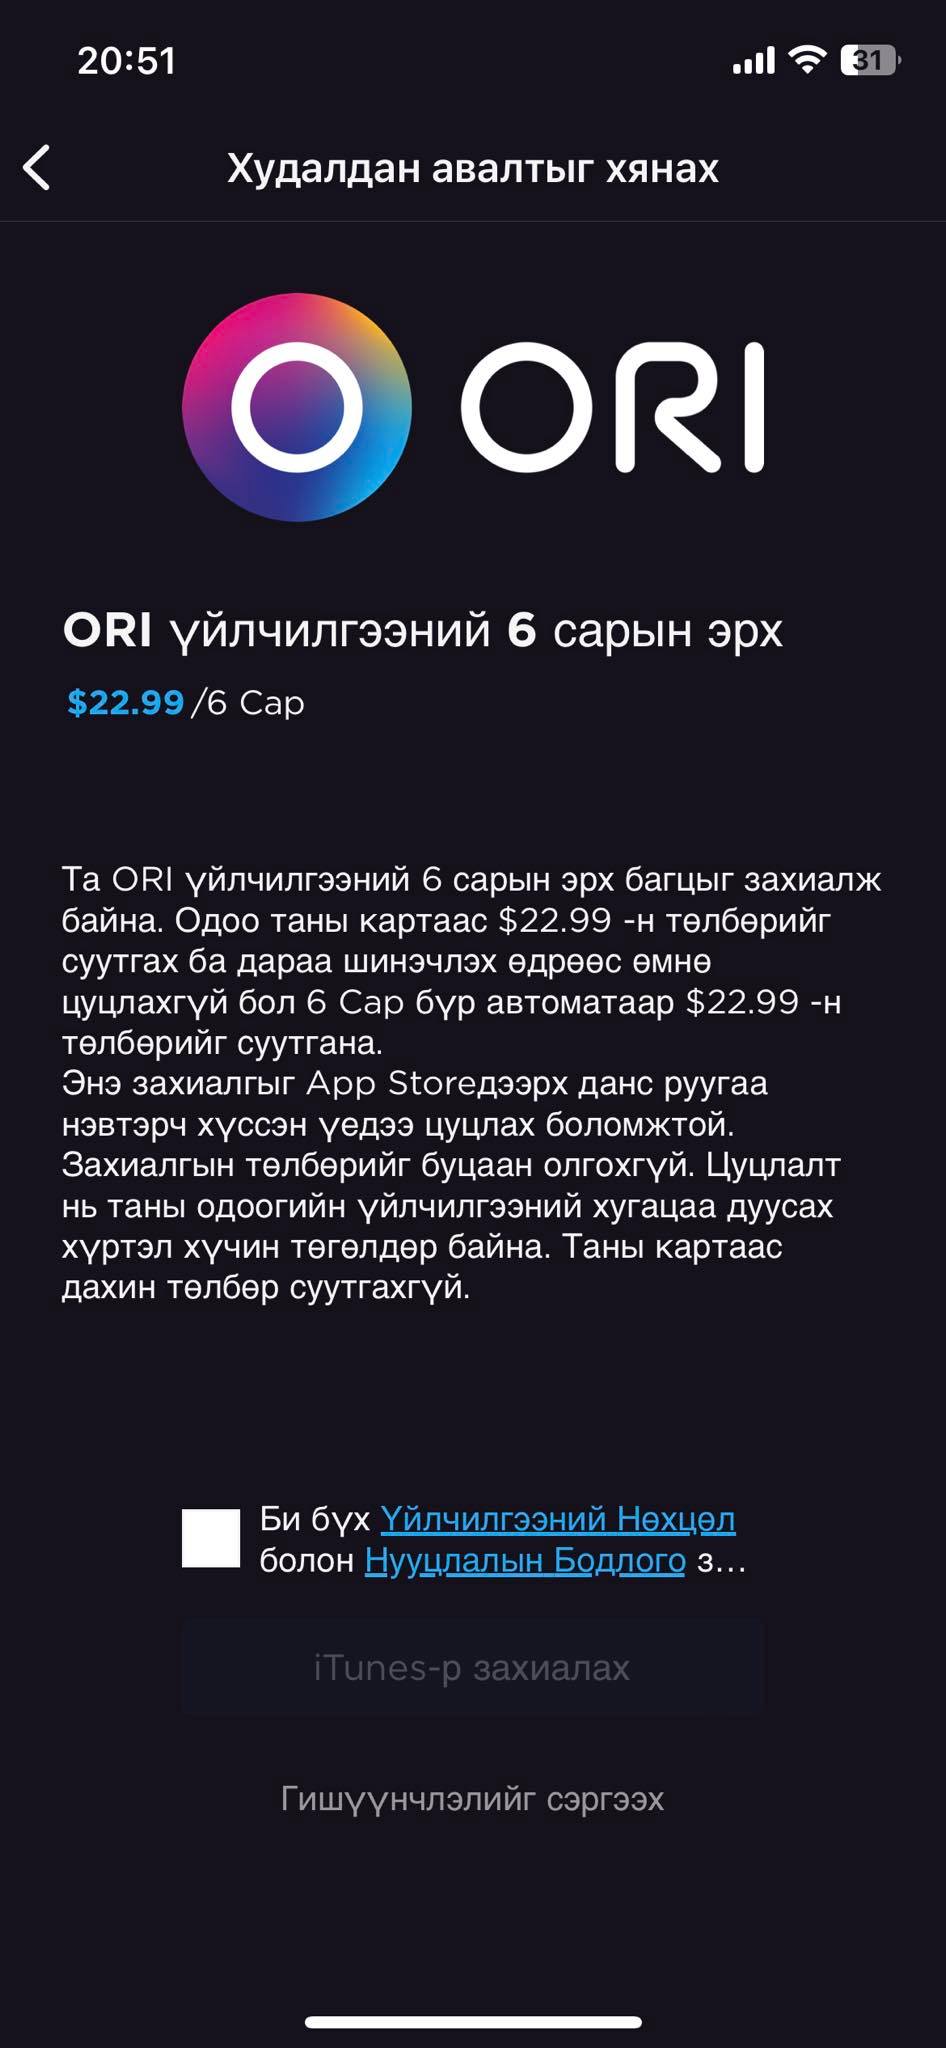 20:51
31
Худалдан авалтыг хянах
O ORI
ORI үйлчилгээний 6 сарын эрх
$22.99 /6 Сар
Та ORI үйлчилгээний 6 сарын эрх багцыг захиалж
байна. Одоо таны картаас $22.99 -н төлбөрийг
суутгах ба дараа шинэчлэх өдрөөс өмнө
цуцлахгүй бол 6 Сар бүр автоматаар $22.99 -н
төлбөрийг суутгана.
Энэ захиалгыг App Storeдээрх данс руугаа
нэвтэрч хүссэн үедээ цуцлах боломжтой.
Захиалгын төлбөрийг буцаан олгохгүй. Цуцлалт
нь таны одоогийн үйлчилгээний хугацаа дуусах
хүртэл хүчин төгөлдөр байна. Таны картаас
дахин төлбөр суутгахгүй.
Би бүх Үйлчилгээний Нөхцөл
болон Нууцлалын Бодлого з...
iTunes-р захиалах
Гишүүнчлэлийг сэргээх